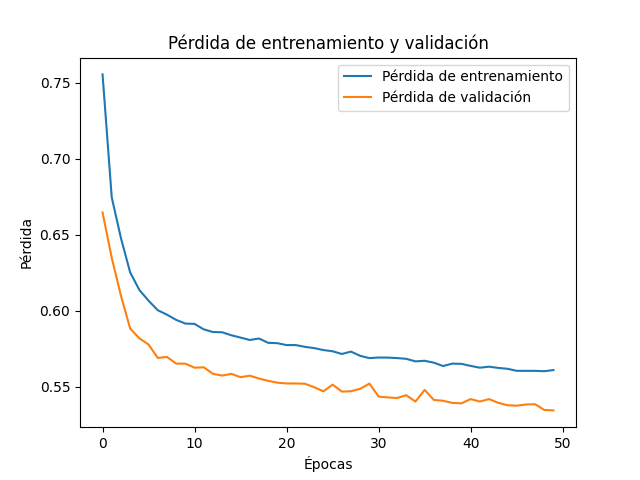 Pérdida de entrenamiento y validación
Pérdida de entrenamiento
Pérdida de validación
Pérdida
0.75
0.70
0.65
0.60
0.55
0 10 20 30 40 50
Épocas